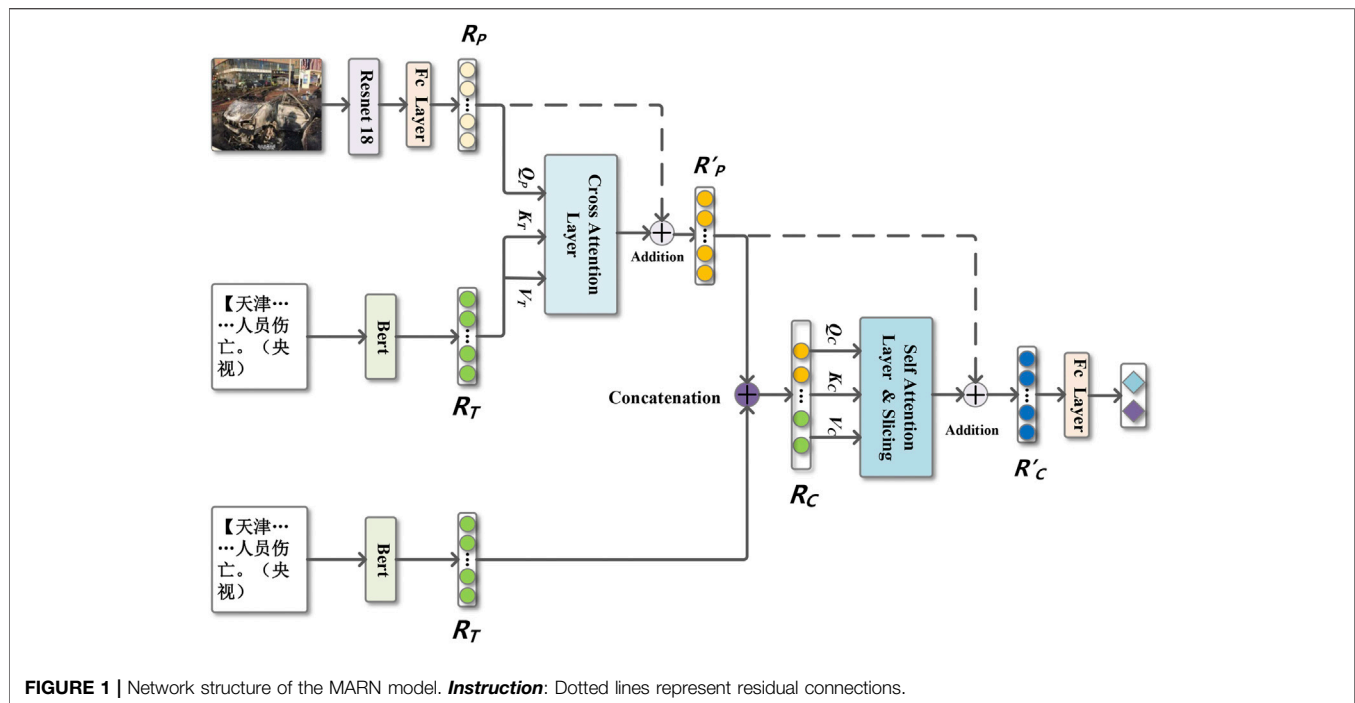 R_P
Resnet 18
Fc Layer
Q_P
K_T
V_T
Cross Attention
Layer
Addition
R'_P
【天津…
…人员伤
亡。（央
视）
Bert
R_T
Concatenation
Q_C
K_C
V_C
R_C
Self Attention
Layer & Slicing
Addition
R'_C
Fc Layer
【天津…
…人员伤
亡。（央
视）
Bert
R_T
FIGURE 1 | Network structure of the MARN model. Instruction: Dotted lines represent residual connections.